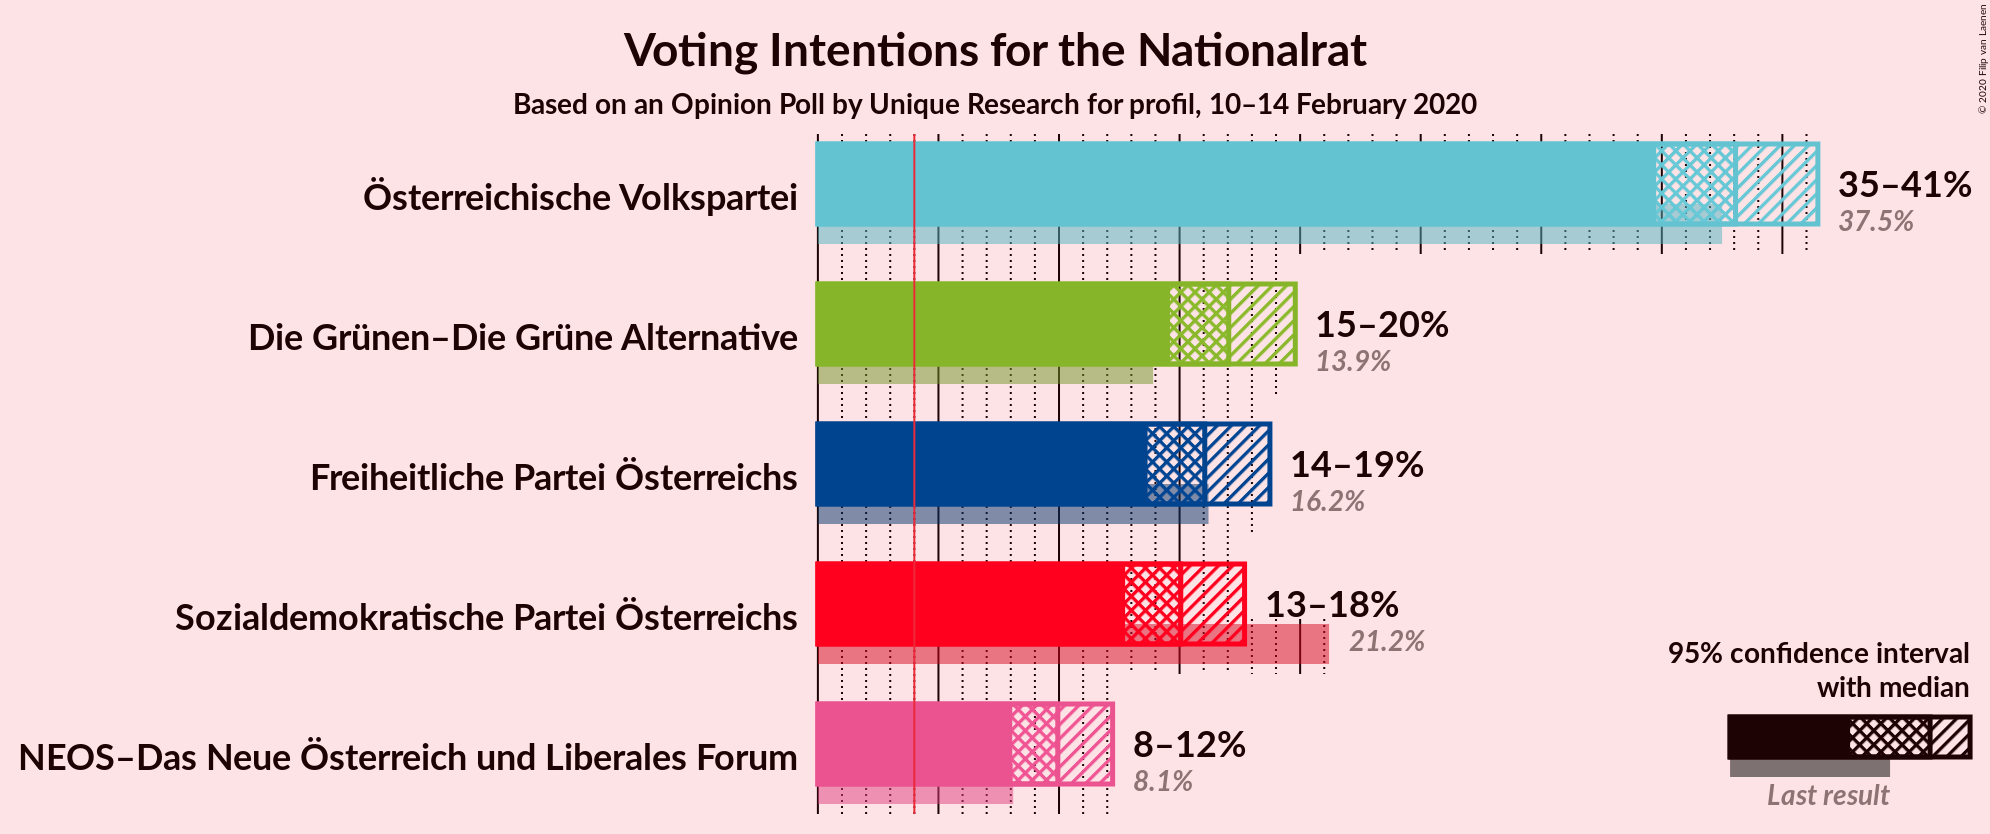 Voting Intentions for the Nationalrat
Based on an Opinion Poll by Unique Research for profil, 10–14 February 2020
© 2020 Filip van Laenen
Österreichische Volkspartei
35–41%
37.5%
Die Grünen–Die Grüne Alternative
15–20%
13.9%
Freiheitliche Partei Österreichs
14–19%
16.2%
Sozialdemokratische Partei Österreichs
13–18%
21.2%
NEOS–Das Neue Österreich und Liberales Forum
8–12%
8.1%
95% confidence interval
with median
Last result